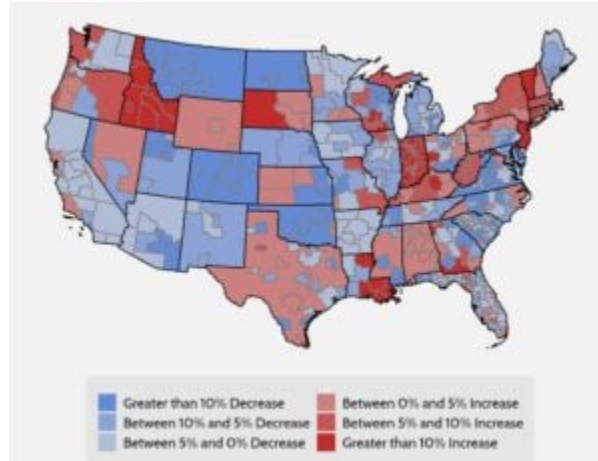 Greater than 10% Decrease
Between 10% and 5% Decrease
Between 5% and 0% Decrease
Between 0% and 5% Increase
Between 5% and 10% Increase
Greater than 10% Increase